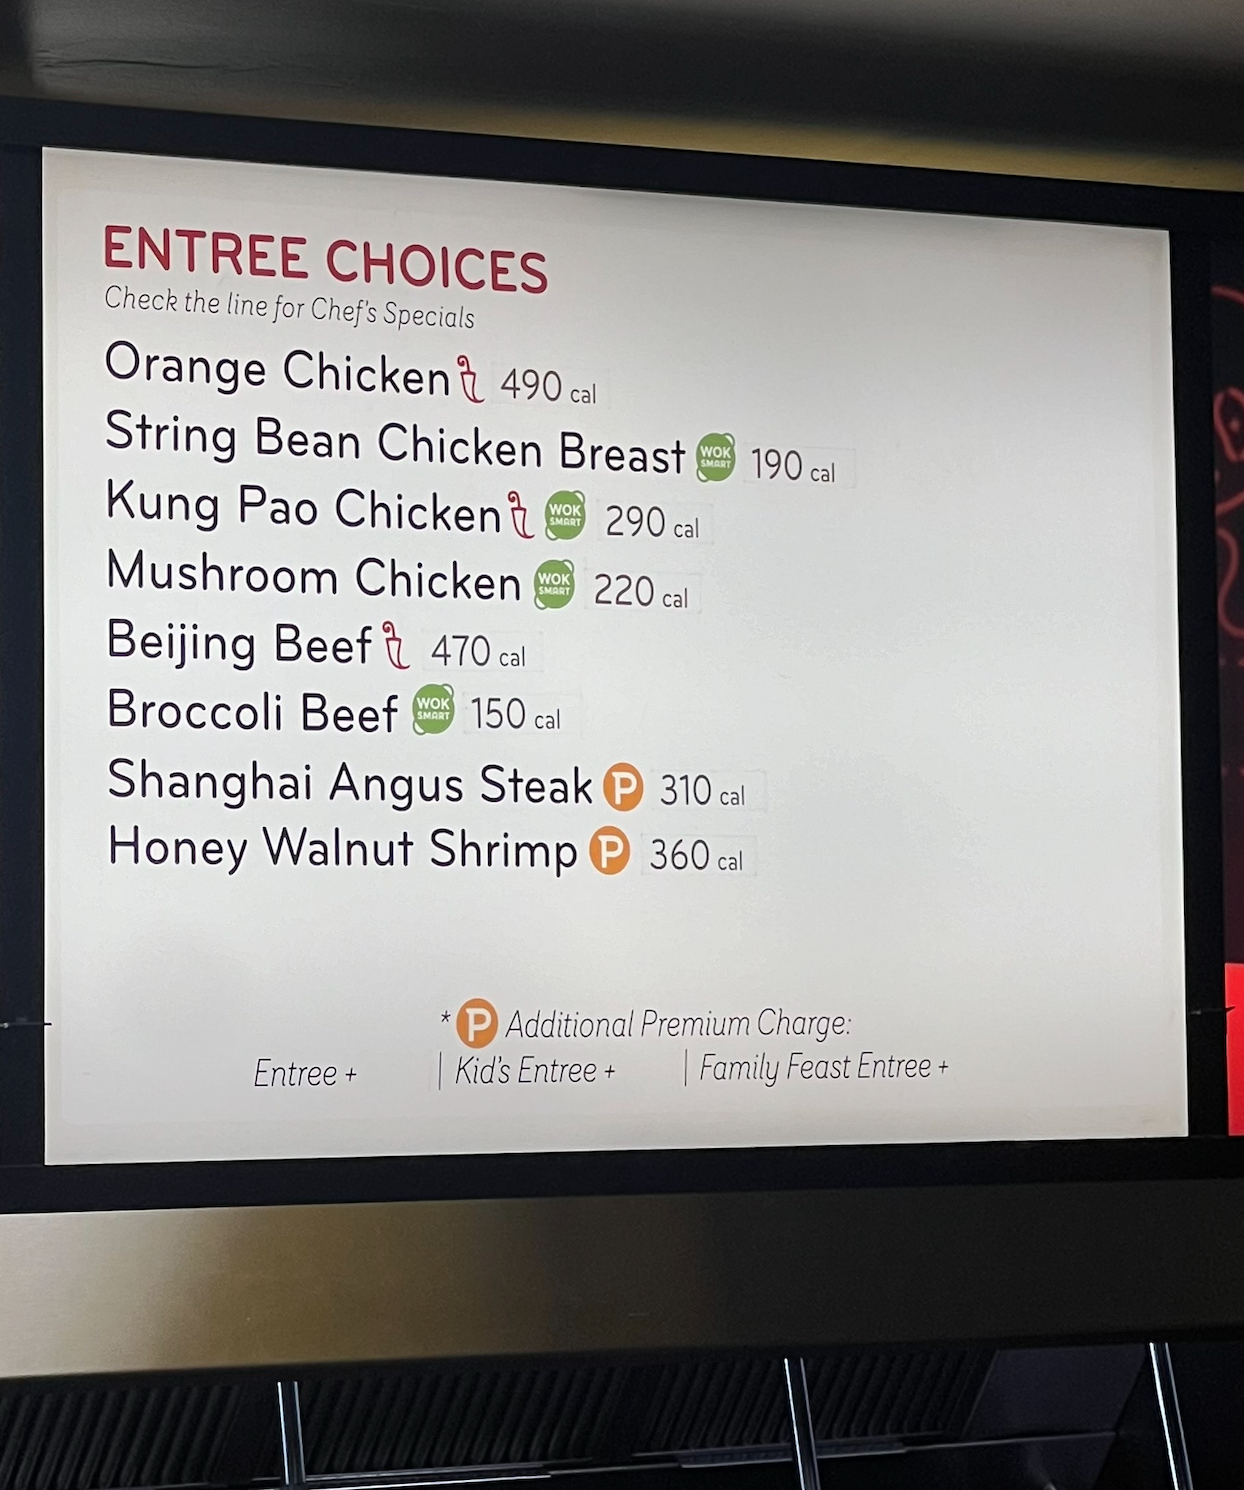 ENTREE CHOICES
Check the line for Chef's Specials
Orange Chicken 490 cal
String Bean Chicken Breast WOK SMART 190 cal
Kung Pao Chicken WOK SMART 290 cal
Mushroom Chicken WOK SMART 220 cal
Beijing Beef 470 cal
Broccoli Beef WOK SMART 150 cal
Shanghai Angus Steak P 310 cal
Honey Walnut Shrimp P 360 cal
* P Additional Premium Charge:
Entree + | Kid's Entree + | Family Feast Entree +